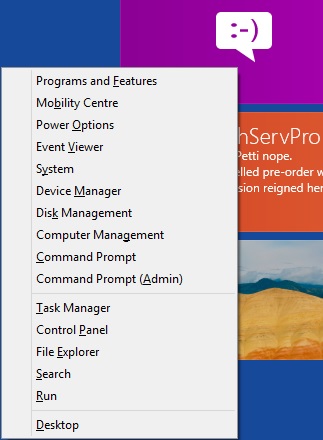 :-)
Programs and Features
Mobility Centre
Power Options
Event Viewer
System
Device Manager
Disk Management
Computer Management
Command Prompt
Command Prompt (Admin)
Task Manager
Control Panel
File Explorer
Search
Run
Desktop
hServPro
Petti nope.
elled pre-order w
sion reigned her